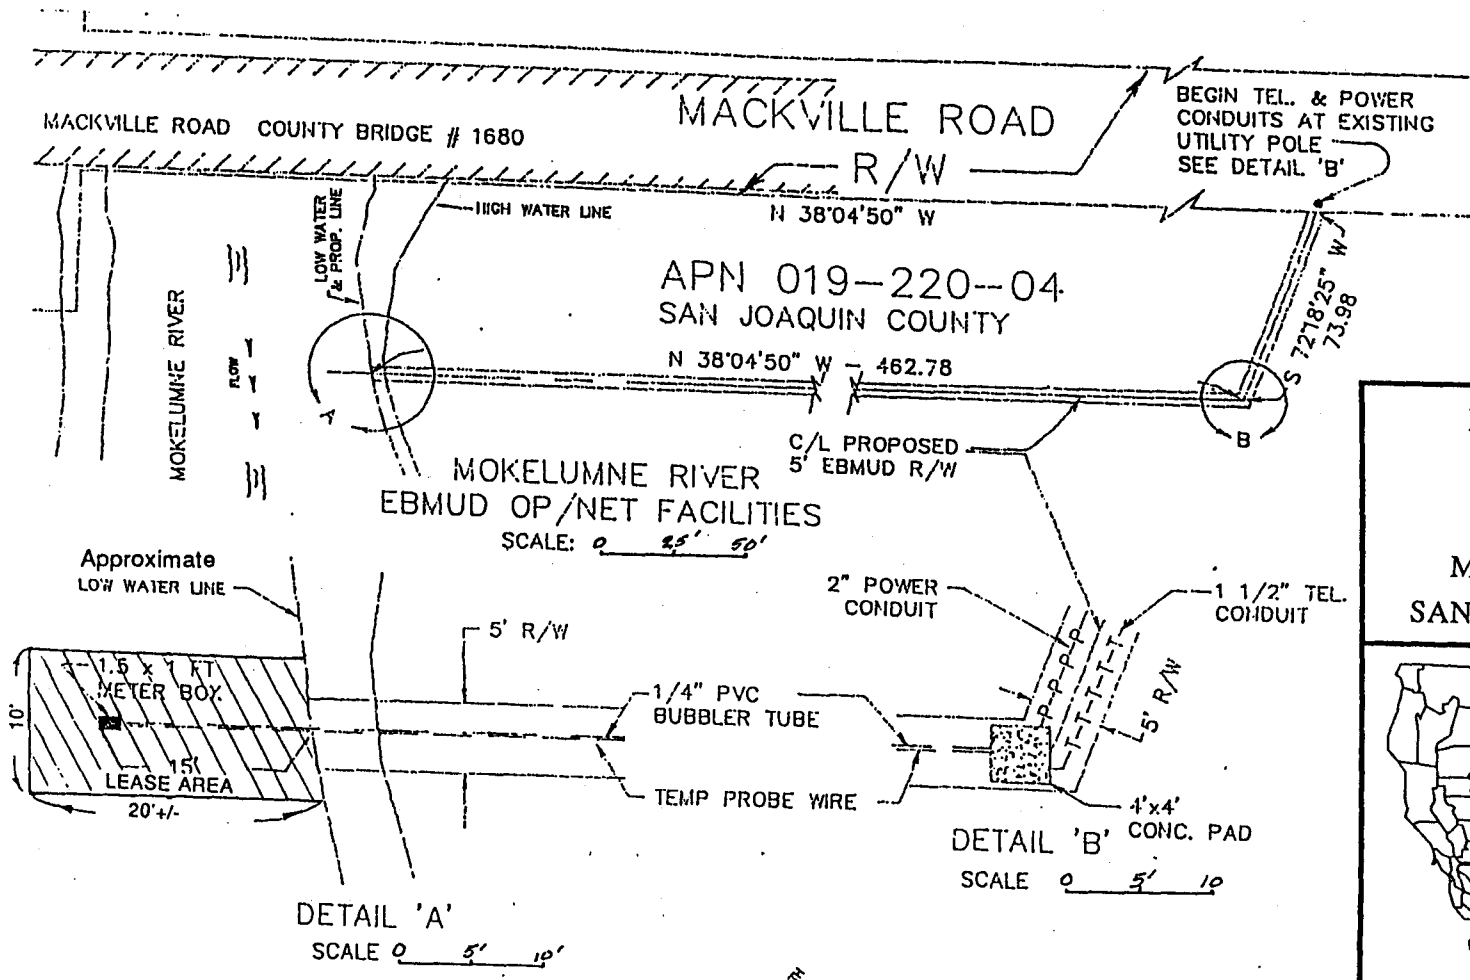 MACKVILLE ROAD
BEGIN TEL. & POWER
CONDUITS AT EXISTING
UTILITY POLE
SEE DETAIL 'B'
MACKVILLE ROAD COUNTY BRIDGE # 1680
R/W
LOW WATER
& PROP. LINE
HIGH WATER LINE
N 38°04'50" W
APN 019-220-04
SAN JOAQUIN COUNTY
S 72°18'25" W
73.98
MOKELUMNE RIVER
FLOW
N 38°04'50" W - 462.78
A
B
C/L PROPOSED
5' EBMUD R/W
MOKELUMNE RIVER
EBMUD OP/NET FACILITIES
SCALE: 0 25' 50'
Approximate
LOW WATER LINE
2" POWER
CONDUIT
1 1/2" TEL.
CONDUIT
M
SAN
5' R/W
1.5 x 1 FT
METER BOX
10'
15'
LEASE AREA
20'+/-
1/4" PVC
BUBBLER TUBE
TEMP PROBE WIRE
P-P-P-P
T-T-T-T-T
5' R/W
4'x4'
CONC. PAD
DETAIL 'B'
SCALE 0 5' 10
DETAIL 'A'
SCALE 0 5' 10'
TH